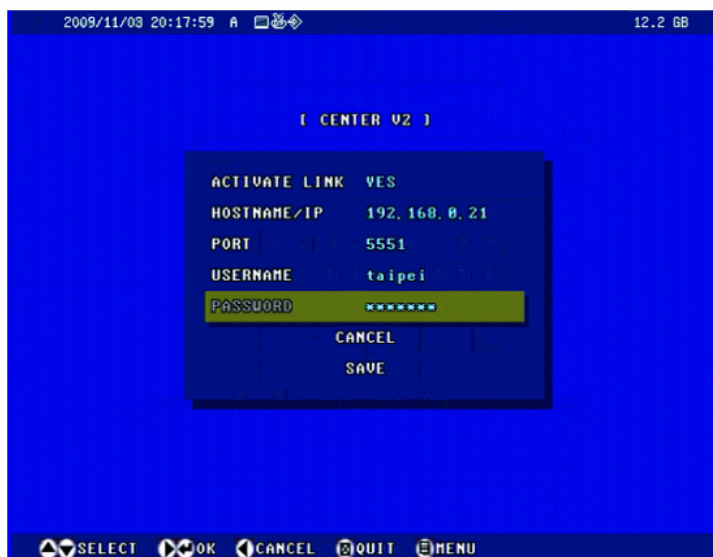 2009/11/03 20:17:59 A 12.2 GB
[ CENTER V2 ]
ACTIVATE LINK YES
HOSTNAME/IP 192.168.0.21
PORT 5551
USERNAME taipei
PASSWORD *******
CANCEL
SAVE
SELECT OK CANCEL QUIT MENU